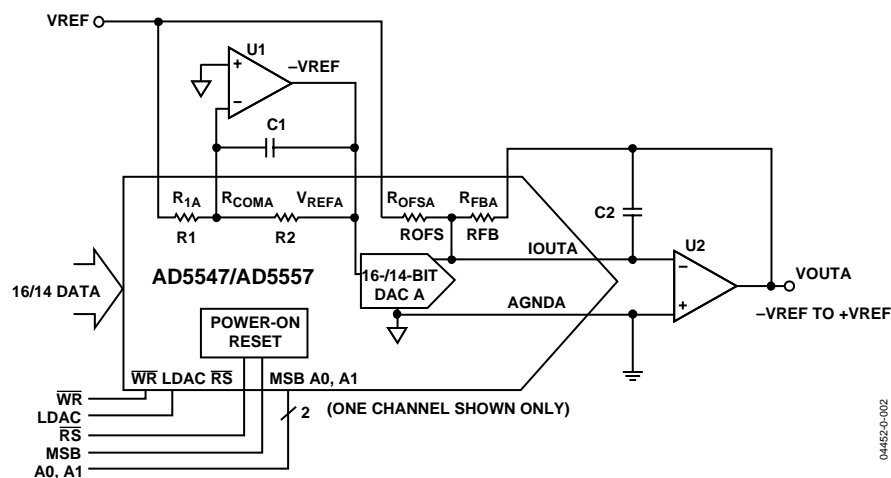 VREF
U1
+
–VREF
–
C1
R1A
RCOMA
VREFA
ROFSA
RFBA
R1
R2
ROFS
RFB
C2
U2
IOUTA
–
VOUTA
16/14 DATA
AD5547/AD5557
16-/14-BIT
DAC A
AGNDA
+
–VREF TO +VREF
POWER-ON
RESET
WR LDAC RS
MSB A0, A1
WR
2
(ONE CHANNEL SHOWN ONLY)
LDAC
RS
MSB
A0, A1
04452-0-002